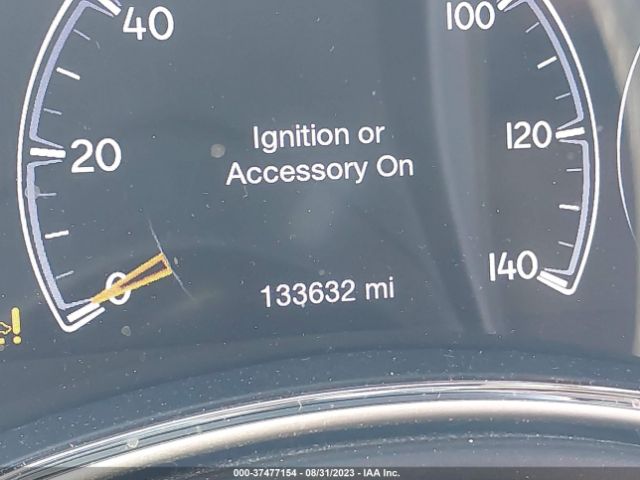 40
100
20
Ignition or
Accessory On
120
0
133632 mi
140
000-37477154 - 08/31/2023 - IAA Inc.